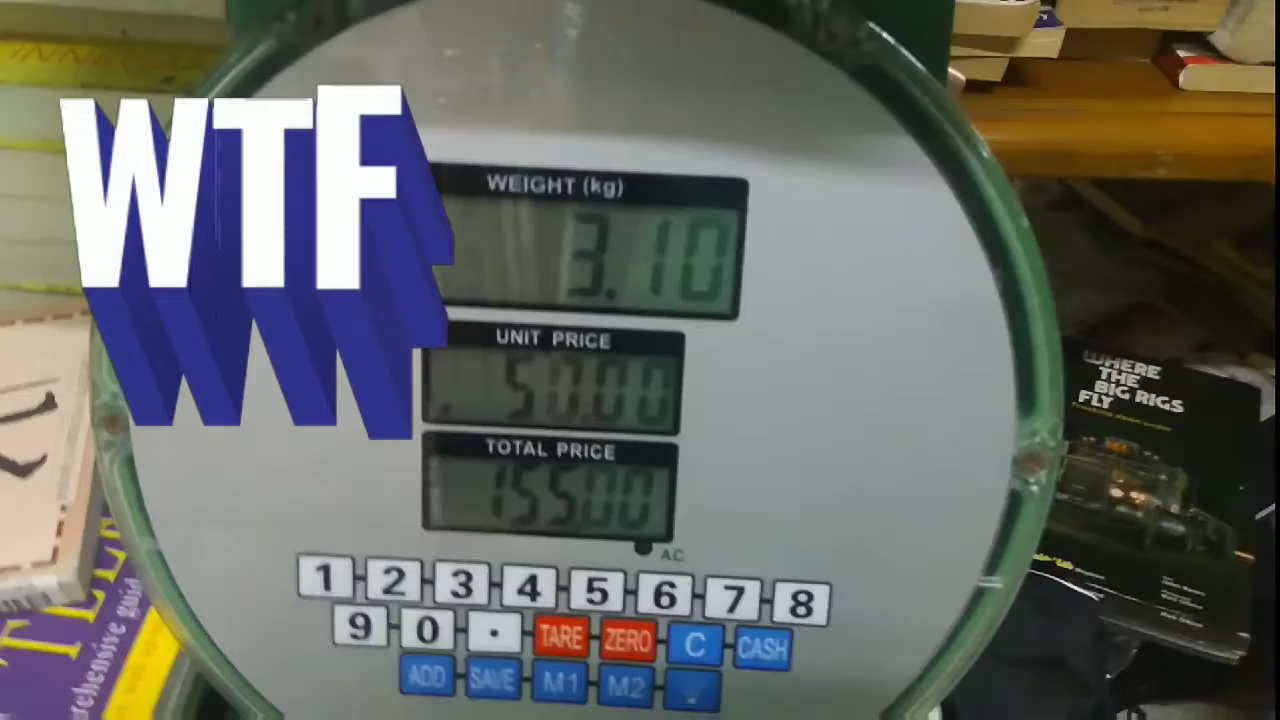 WTF
WEIGHT (kg)
3.10
UNIT PRICE
50.00
TOTAL PRICE
155.00
AC
1 2 3 4 5 6 7 8
9 0 . TARE ZERO C CASH
ADD SAVE M1 M2
WHERE
THE
BIG RIGS
FLY